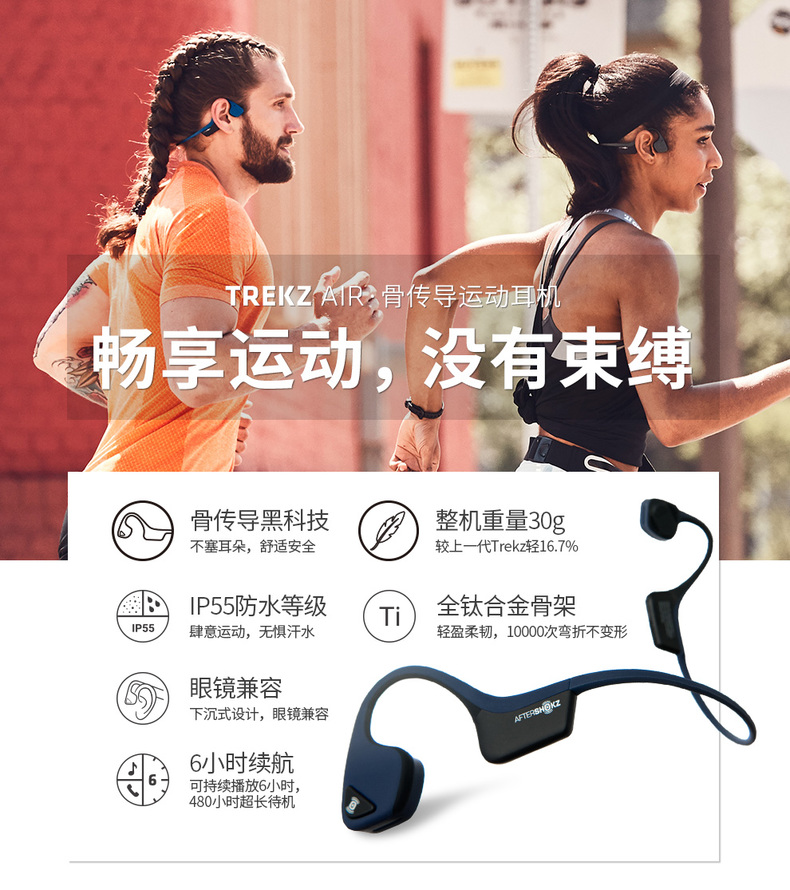 TREKZ AIR 骨传导运动耳机
畅享运动，没有束缚
骨传导黑科技
不塞耳朵，舒适安全
整机重量30g
较上一代Trekz轻16.7%
IP55
IP55防水等级
肆意运动，无惧汗水
Ti
全钛合金骨架
轻盈柔韧，10000次弯折不变形
眼镜兼容
下沉式设计，眼镜兼容
6
6小时续航
可持续播放6小时，
480小时超长待机
AFTERSHOKZ